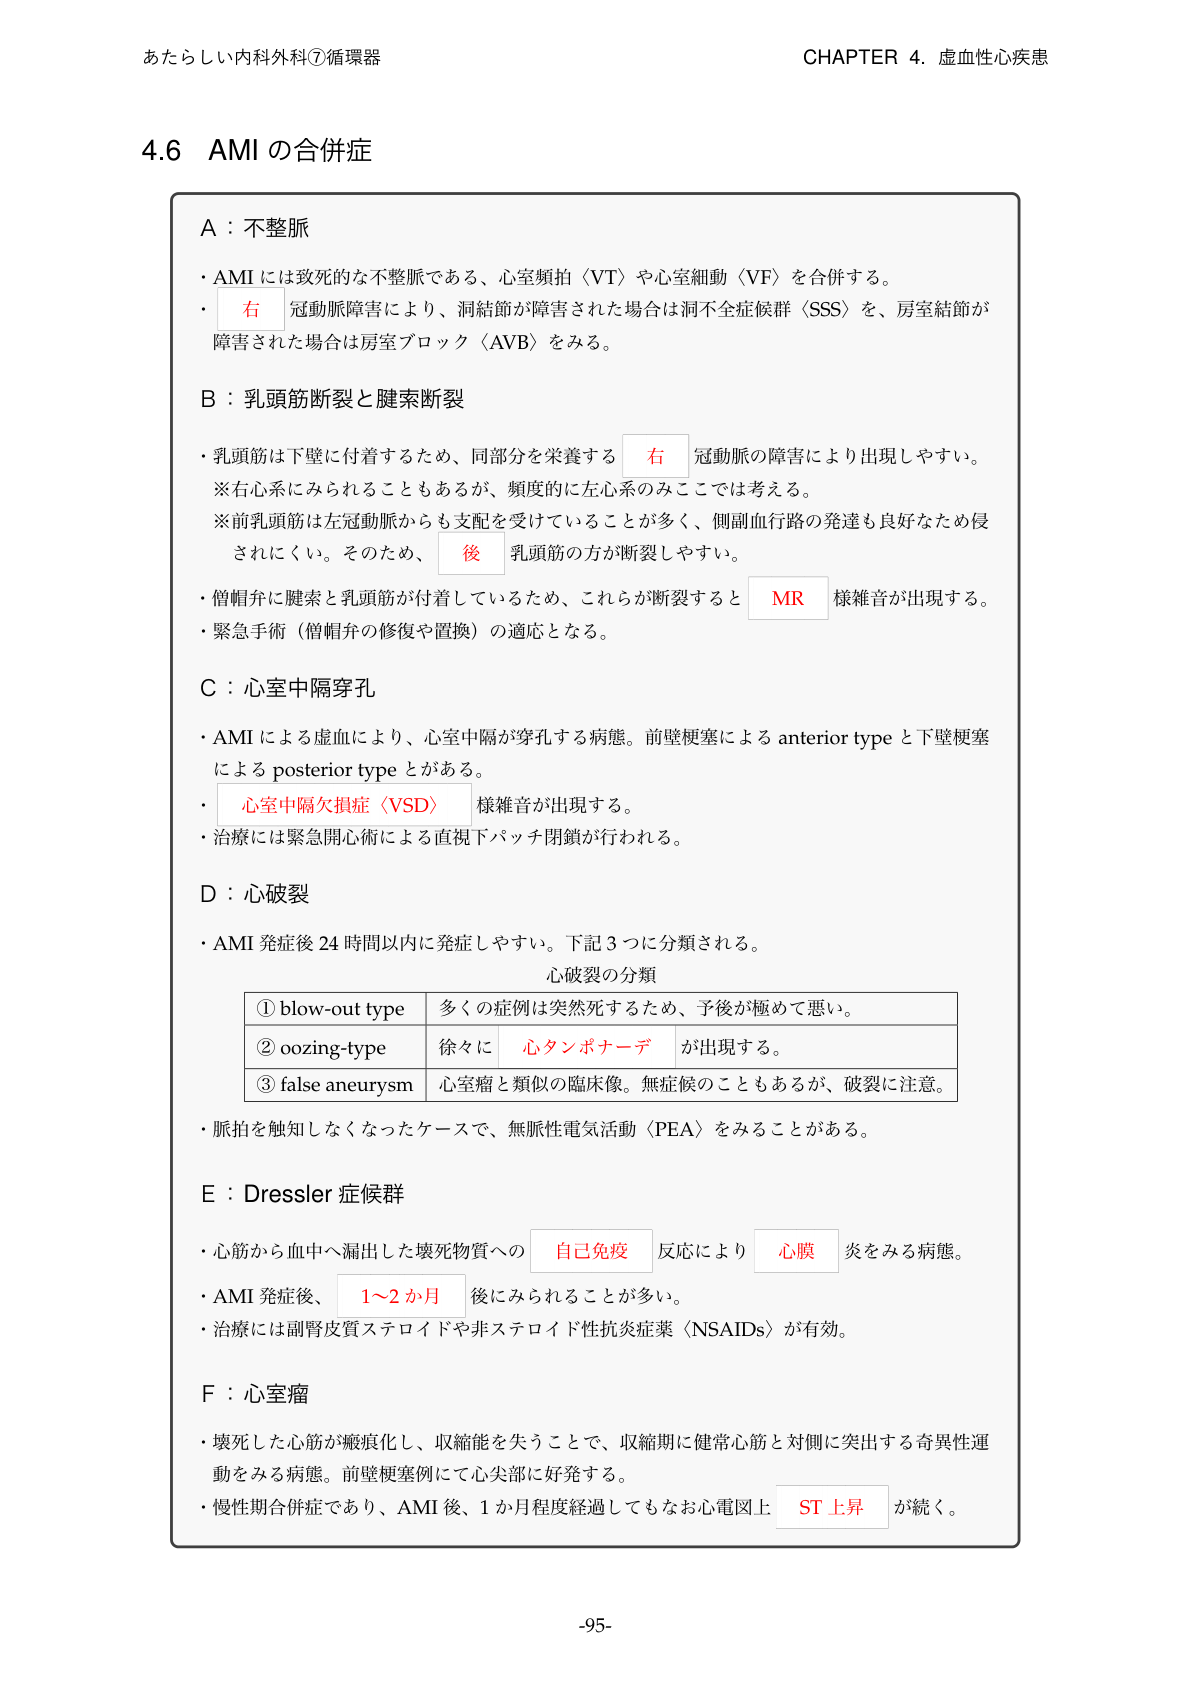 あたらしい内科外科⑦循環器
CHAPTER 4. 虚血性心疾患
4.6 AMI の合併症
A：不整脈
・AMI には致死的な不整脈である、心室頻拍〈VT〉や心室細動〈VF〉を合併する。
・ 右 冠動脈障害により、洞結節が障害された場合は洞不全症候群〈SSS〉を、房室結節が
障害された場合は房室ブロック〈AVB〉をみる。
B：乳頭筋断裂と腱索断裂
・乳頭筋は下壁に付着するため、同部分を栄養する 右 冠動脈の障害により出現しやすい。
※右心系にみられることもあるが、頻度的に左心系のみここでは考える。
※前乳頭筋は左冠動脈からも支配を受けていることが多く、側副血行路の発達も良好なため侵
されにくい。そのため、 後 乳頭筋の方が断裂しやすい。
・僧帽弁に腱索と乳頭筋が付着しているため、これらが断裂すると MR 様雑音が出現する。
・緊急手術（僧帽弁の修復や置換）の適応となる。
C：心室中隔穿孔
・AMI による虚血により、心室中隔が穿孔する病態。前壁梗塞による anterior type と下壁梗塞
による posterior type とがある。
・ 心室中隔欠損症〈VSD〉 様雑音が出現する。
・治療には緊急開心術による直視下パッチ閉鎖が行われる。
D：心破裂
・AMI 発症後 24 時間以内に発症しやすい。下記 3 つに分類される。
心破裂の分類
① blow-out type 多くの症例は突然死するため、予後が極めて悪い。
② oozing-type 徐々に 心タンポナーデ が出現する。
③ false aneurysm 心室瘤と類似の臨床像。無症候のこともあるが、破裂に注意。
・脈拍を触知しなくなったケースで、無脈性電気活動〈PEA〉をみることがある。
E：Dressler 症候群
・心筋から血中へ漏出した壊死物質への 自己免疫 反応により 心膜 炎をみる病態。
・AMI 発症後、 1〜2 か月 後にみられることが多い。
・治療には副腎皮質ステロイドや非ステロイド性抗炎症薬〈NSAIDs〉が有効。
F：心室瘤
・壊死した心筋が瘢痕化し、収縮能を失うことで、収縮期に健常心筋と対側に突出する奇異性運
動をみる病態。前壁梗塞例にて心尖部に好発する。
・慢性期合併症であり、AMI 後、1 か月程度経過してもなお心電図上 ST 上昇 が続く。
-95-